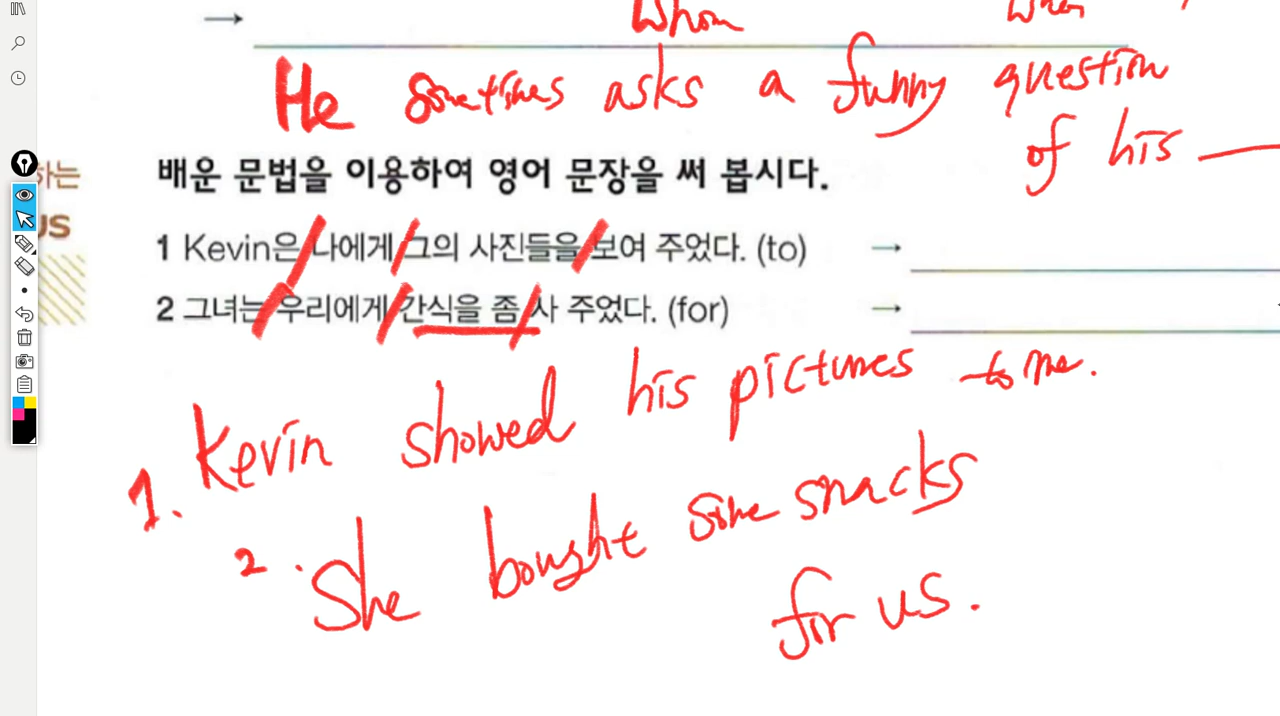 whom
He sometimes asks a funny question
of his
하는
US
배운 문법을 이용하여 영어 문장을 써 봅시다.
1 Kevin은 나에게 그의 사진들을 보여 주었다. (to) →
2 그녀는 우리에게 간식을 좀 사 주었다. (for) →
1. Kevin showed his pictures to me.
2. She bought some snacks
for us.